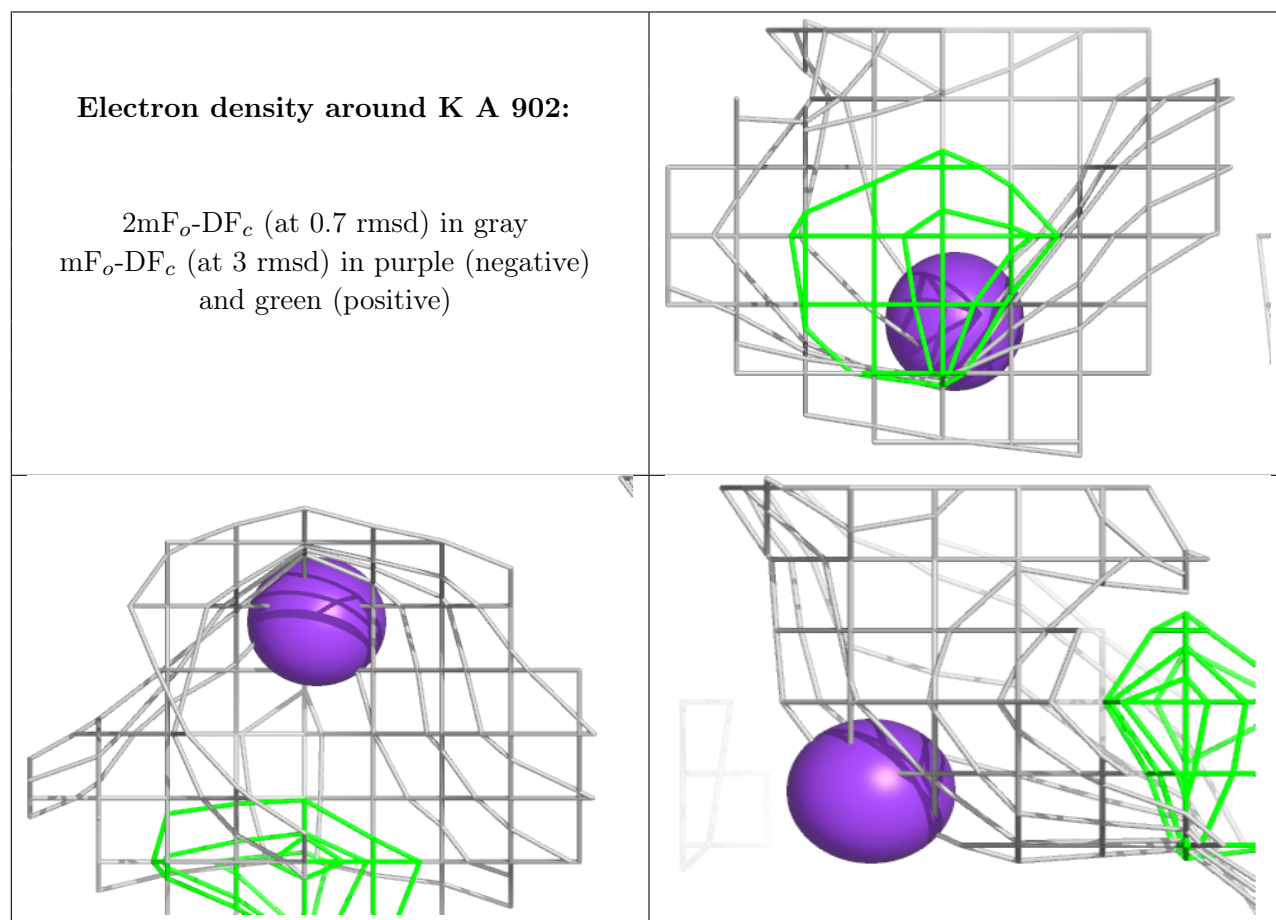 Electron density around K A 902:
2mFo-DFc (at 0.7 rmsd) in gray
mFo-DFc (at 3 rmsd) in purple (negative)
and green (positive)